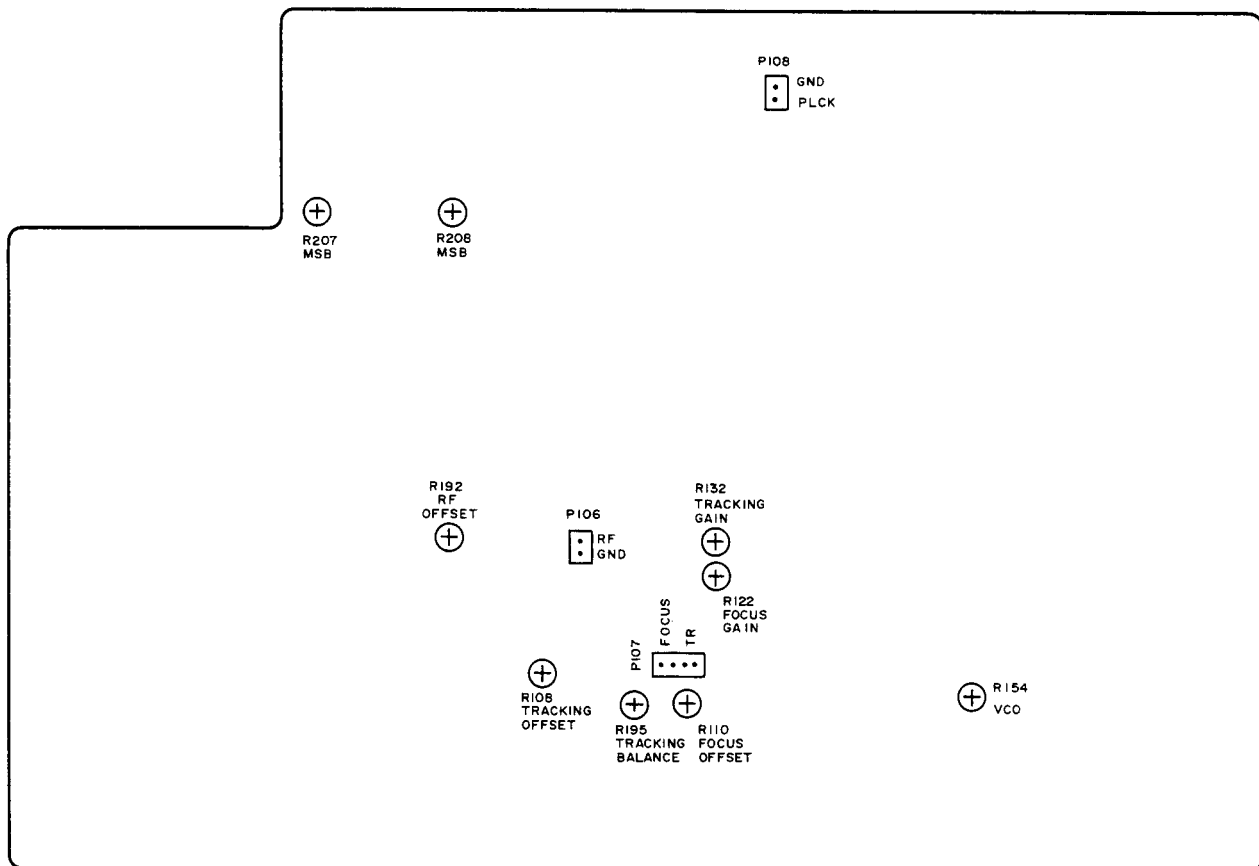 P108
GND
PLCK
R207
MSB
R208
MSB
R192
RF
OFFSET
P106
RF
GND
R132
TRACKING
GAIN
R122
FOCUS
GAIN
FOCUS
TR
P107
R108
TRACKING
OFFSET
R195
TRACKING
BALANCE
R110
FOCUS
OFFSET
R154
VCO